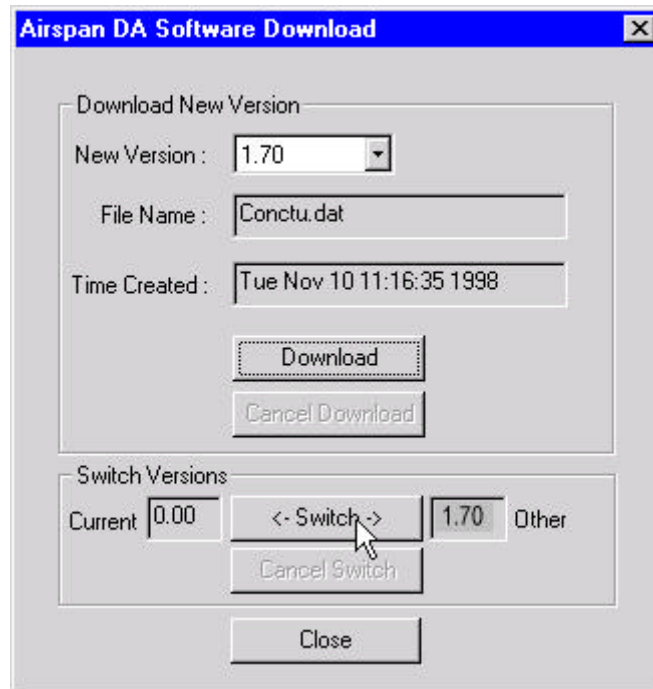 Airspan DA Software Download
Download New Version
New Version : 1.70
File Name : Conctu.dat
Time Created : Tue Nov 10 11:16:35 1998
Download
Cancel Download
Switch Versions
Current 0.00 <- Switch -> 1.70 Other
Cancel Switch
Close